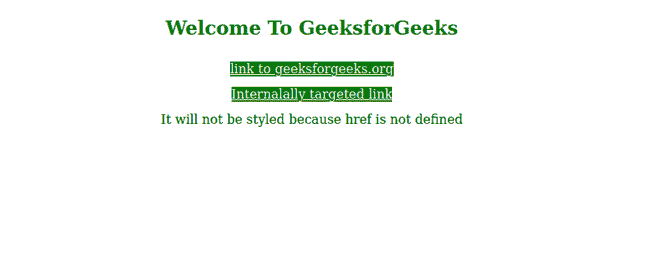 Welcome To GeeksforGeeks
link to geeksforgeeks.org
Internalally targeted link
It will not be styled because href is not defined